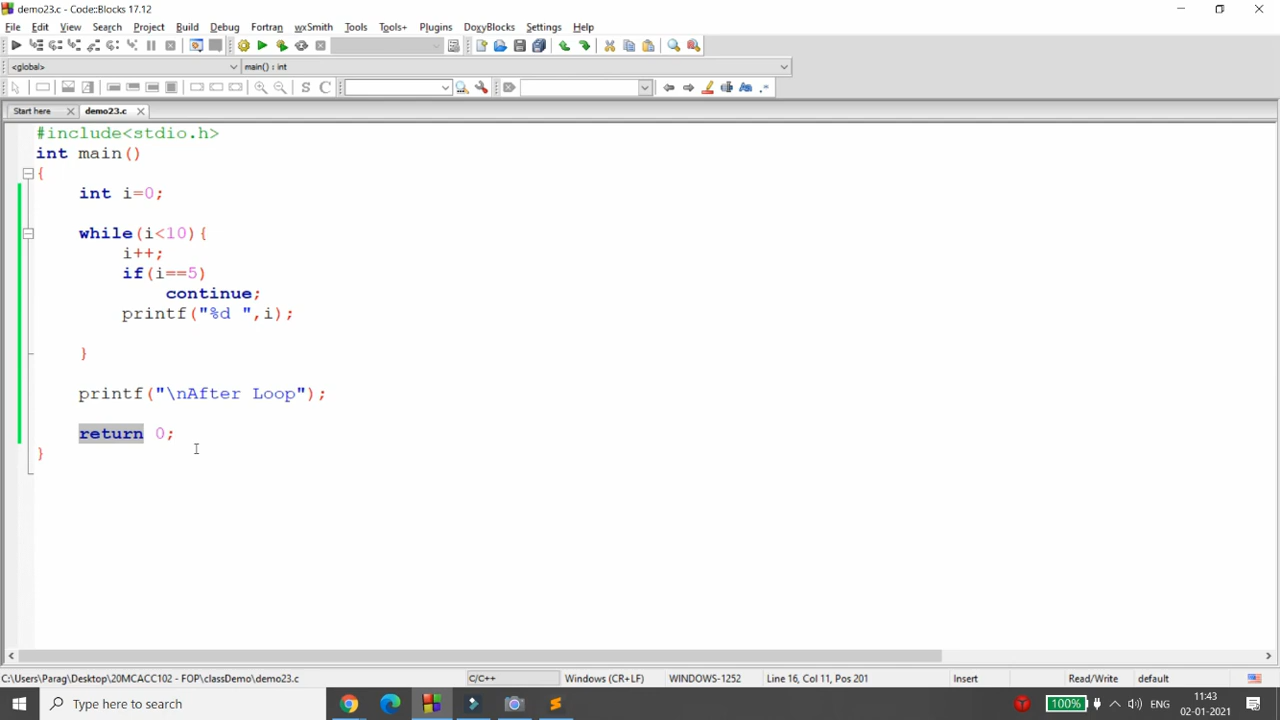 demo23.c - Code::Blocks 17.12
File Edit View Search Project Build Debug Fortran wxSmith Tools Tools+ Plugins DoxyBlocks Settings Help
<global> main() : int
S C
Start here demo23.c
#include<stdio.h>
int main()
{
int i=0;
while(i<10){
i++;
if(i==5)
continue;
printf("%d ",i);
}
printf("\nAfter Loop");
return 0;
}
C:\Users\Parag\Desktop\20MCACC102 - FOP\classDemo\demo23.c C/C++ Windows (CR+LF) WINDOWS-1252 Line 16, Col 11, Pos 201 Insert Read/Write default
Type here to search 100% ENG 11:43
02-01-2021